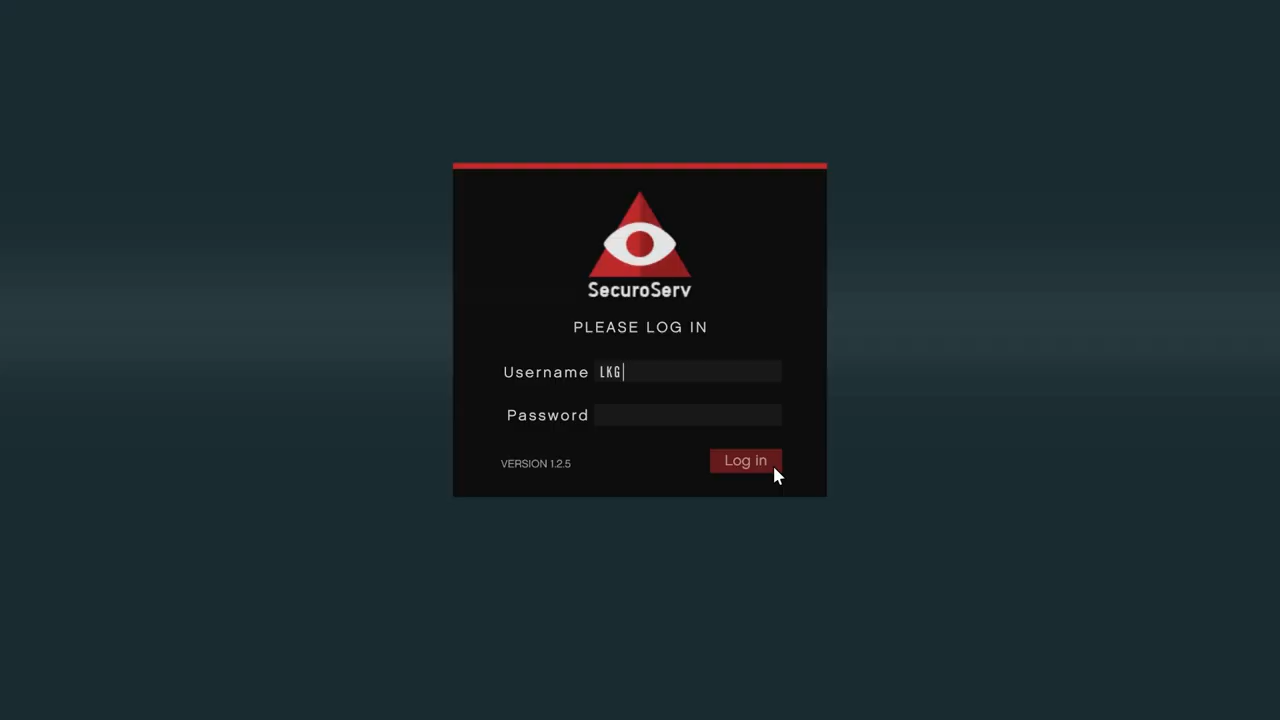 SecuroServ
PLEASE LOG IN
Username LKG
Password
VERSION 1.2.5 Log in